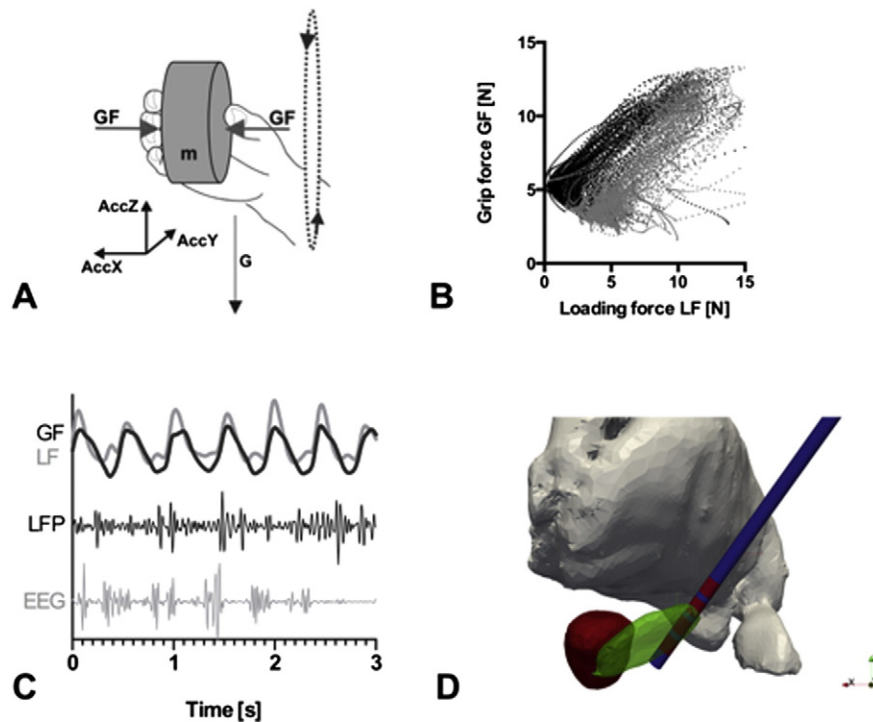 GF
GF
m
AccZ
AccY
AccX
G
A
15
10
5
0
Grip force GF [N]
0
5
10
15
Loading force LF [N]
B
GF
LF
LFP
EEG
0
1
2
3
Time [s]
C
X
D